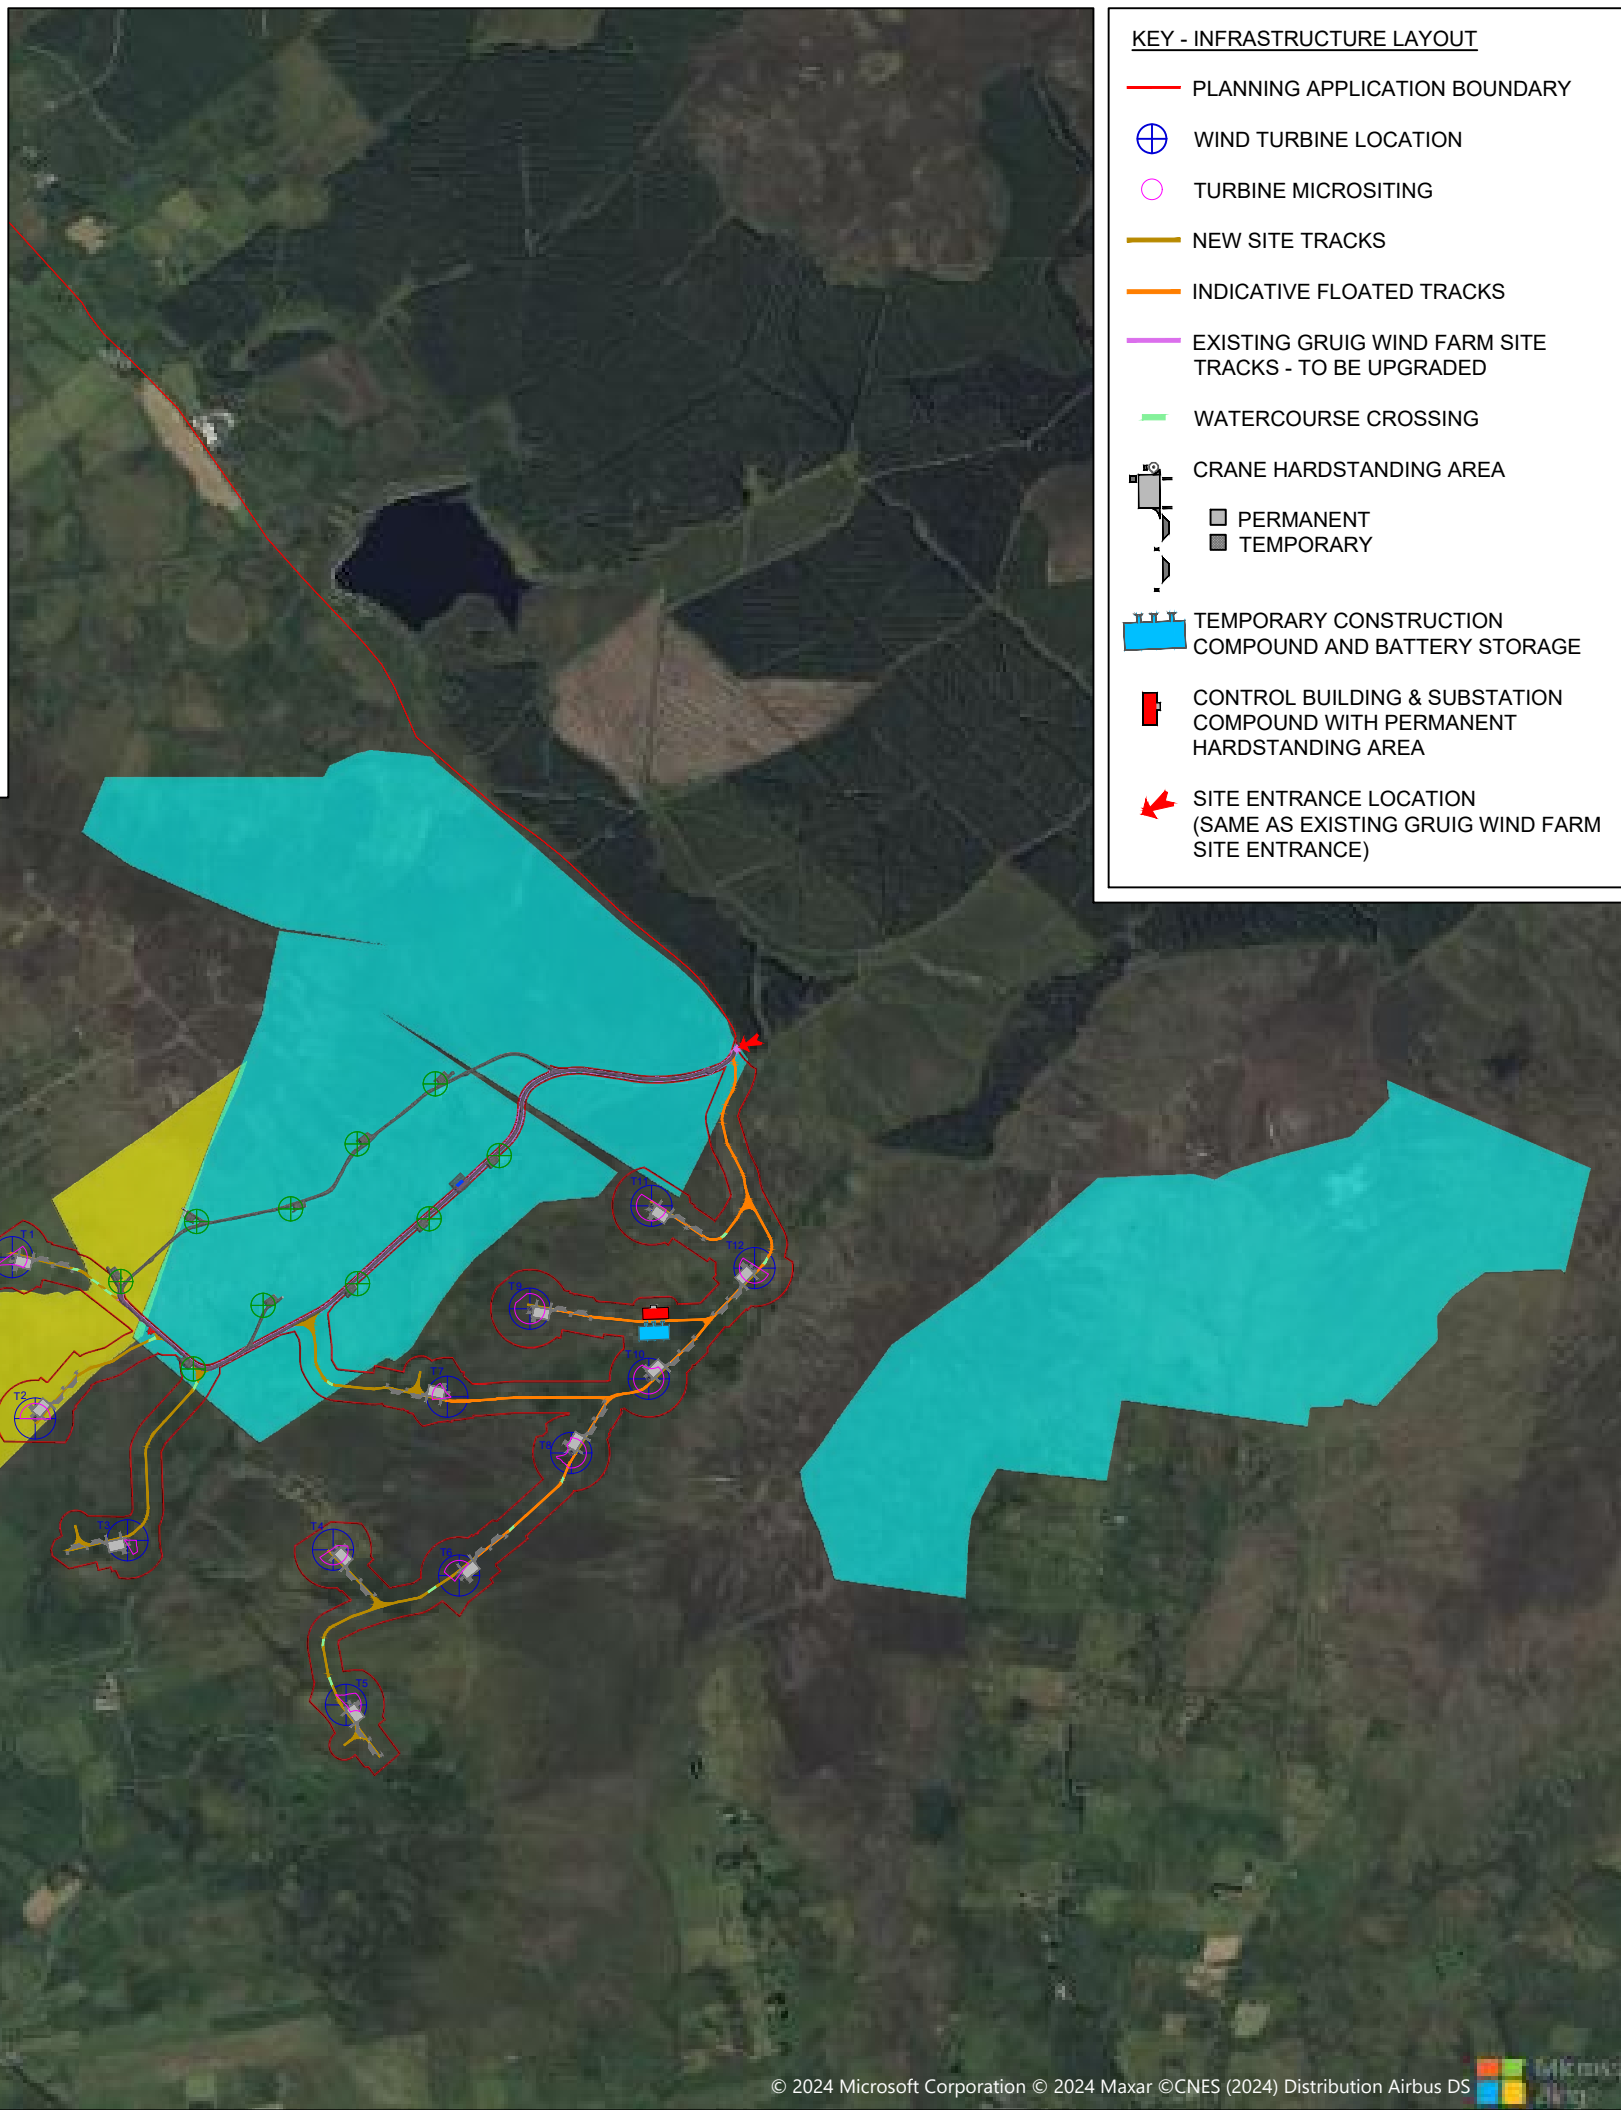 KEY - INFRASTRUCTURE LAYOUT
PLANNING APPLICATION BOUNDARY
WIND TURBINE LOCATION
TURBINE MICROSITING
NEW SITE TRACKS
INDICATIVE FLOATED TRACKS
EXISTING GRUIG WIND FARM SITE
TRACKS - TO BE UPGRADED
WATERCOURSE CROSSING
CRANE HARDSTANDING AREA
PERMANENT
TEMPORARY
TEMPORARY CONSTRUCTION
COMPOUND AND BATTERY STORAGE
CONTROL BUILDING & SUBSTATION
COMPOUND WITH PERMANENT
HARDSTANDING AREA
SITE ENTRANCE LOCATION
(SAME AS EXISTING GRUIG WIND FARM
SITE ENTRANCE)
T11
T1
T12
T9
T10
T7
T2
T8
T3
T4
T6
T5
© 2024 Microsoft Corporation © 2024 Maxar ©CNES (2024) Distribution Airbus DS